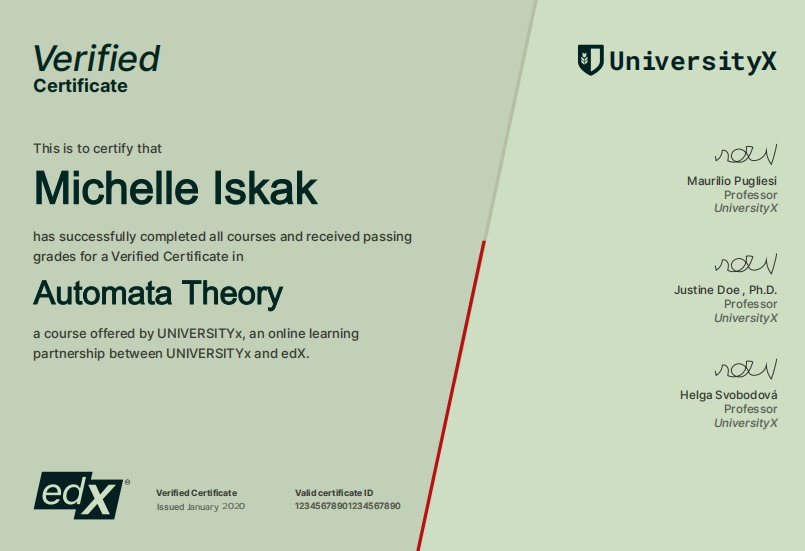 Verified
Certificate
UniversityX
This is to certify that
Michelle Iskak
has successfully completed all courses and received passing
grades for a Verified Certificate in
Automata Theory
a course offered by UNIVERSITYx, an online learning
partnership between UNIVERSITYx and edX.
Maurilio Pugliesi
Professor
UniversityX
Justine Doe , Ph.D.
Professor
UniversityX
Helga Svobodová
Professor
UniversityX
edX®
Verified Certificate
Issued January 2020
Valid certificate ID
12345678901234567890